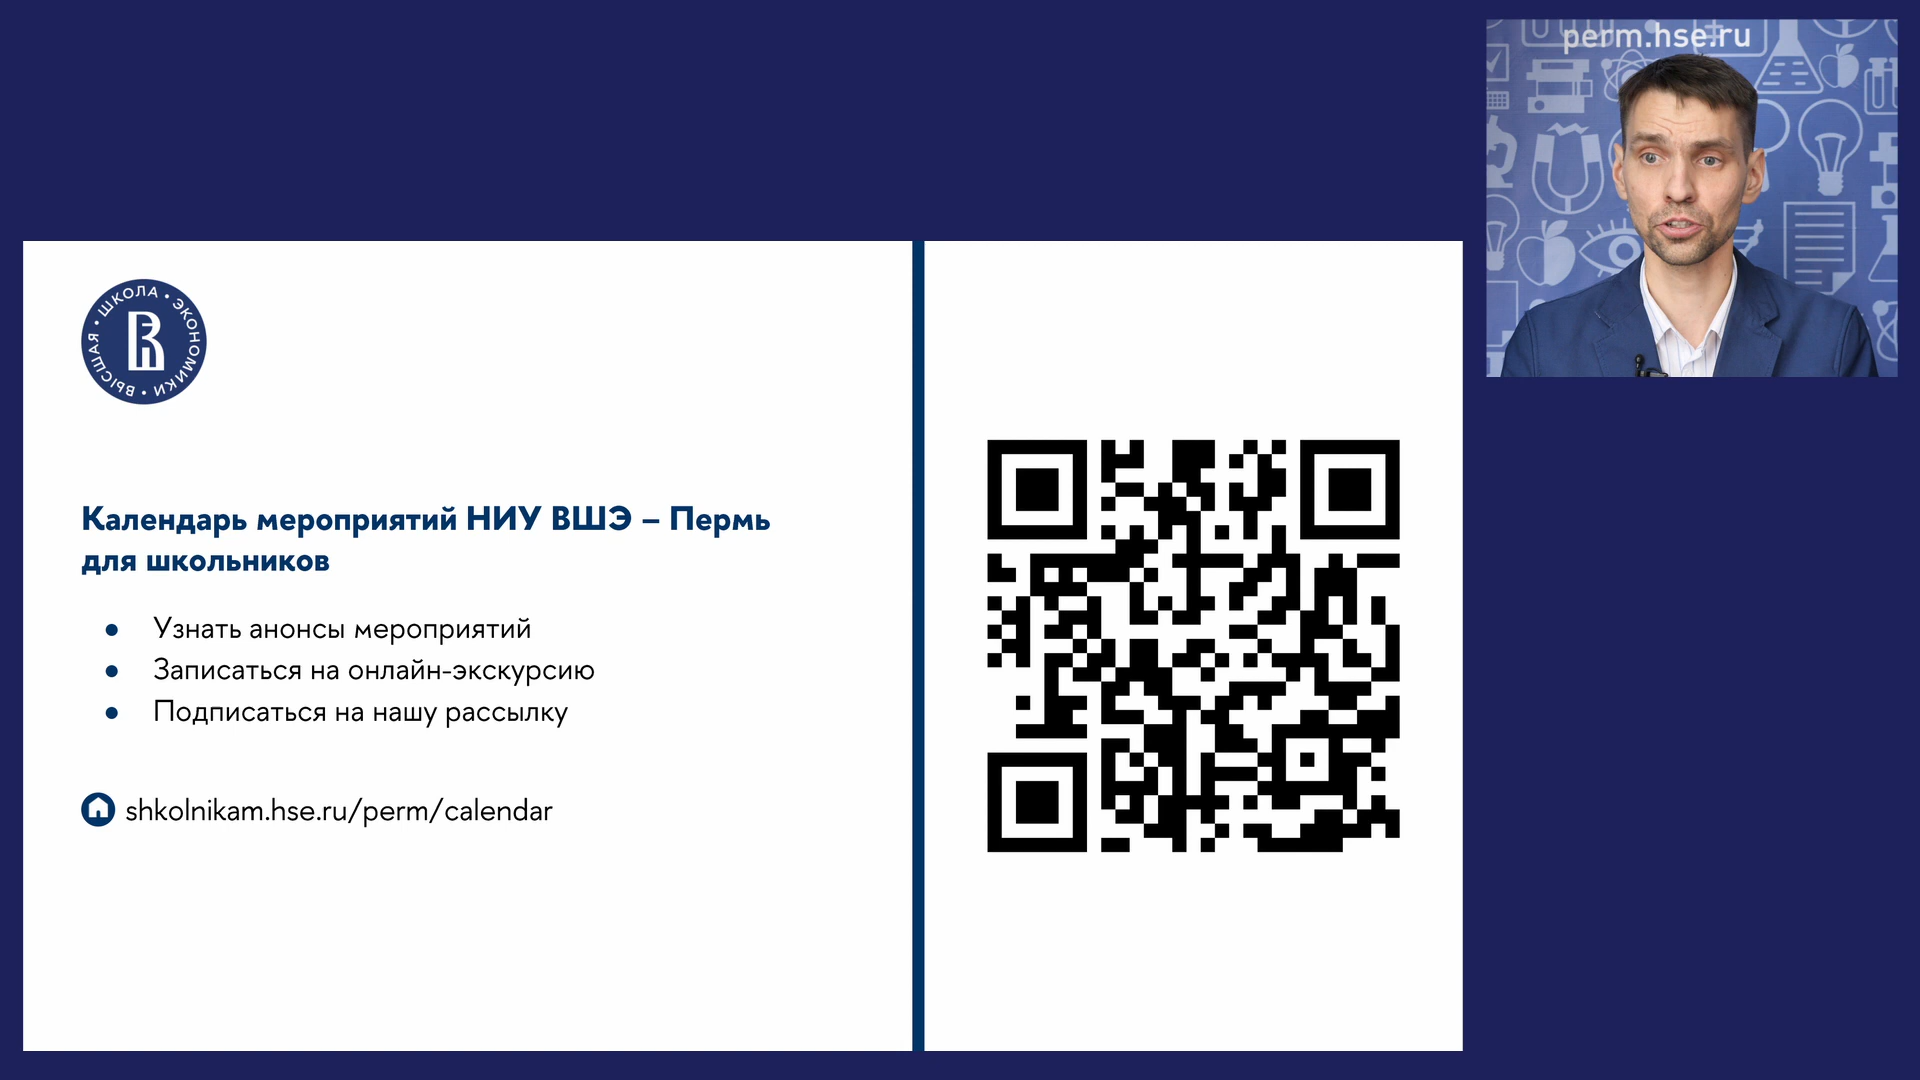 perm.hse.ru
ВЫСШАЯ • ШКОЛА • ЭКОНОМИКИ •
Календарь мероприятий НИУ ВШЭ – Пермь
для школьников
• Узнать анонсы мероприятий
• Записаться на онлайн-экскурсию
• Подписаться на нашу рассылку
shkolnikam.hse.ru/perm/calendar